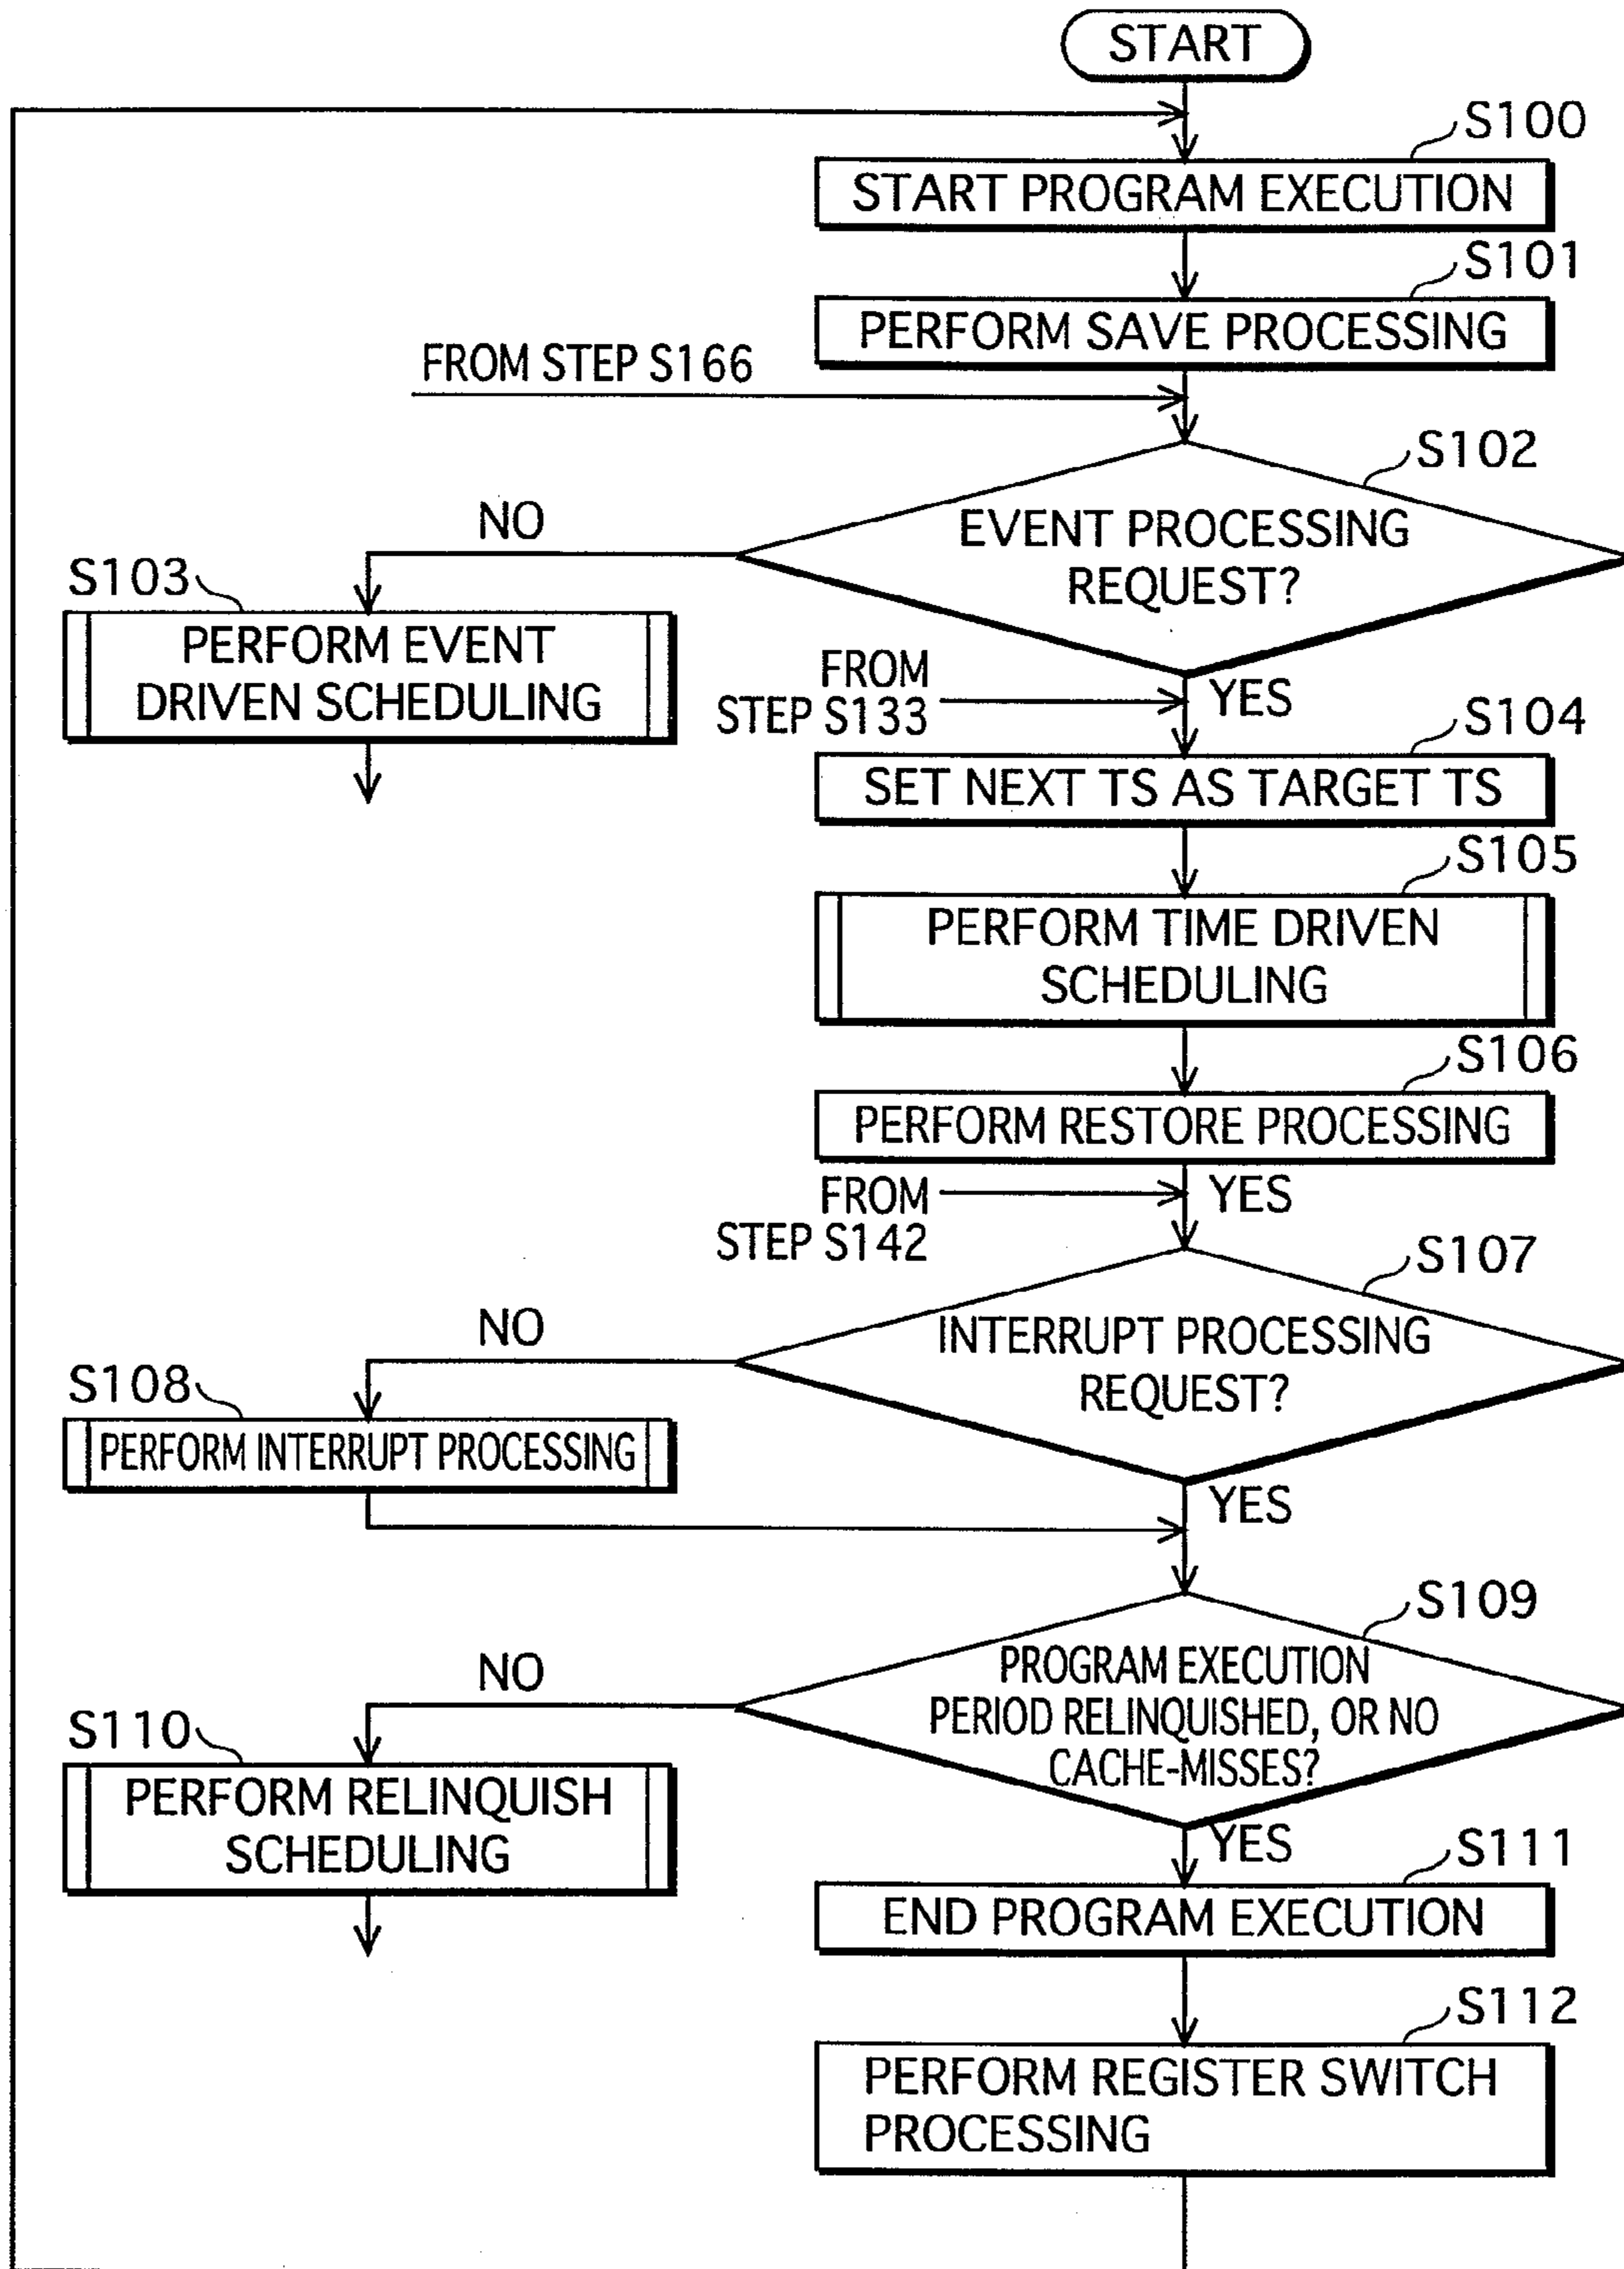 START
S100
START PROGRAM EXECUTION
S101
PERFORM SAVE PROCESSING
FROM STEP S166
S102
EVENT PROCESSING
REQUEST?
NO
S103
PERFORM EVENT
DRIVEN SCHEDULING
FROM
STEP S133
YES
S104
SET NEXT TS AS TARGET TS
S105
PERFORM TIME DRIVEN
SCHEDULING
S106
PERFORM RESTORE PROCESSING
FROM
STEP S142
YES
S107
INTERRUPT PROCESSING
REQUEST?
NO
S108
PERFORM INTERRUPT PROCESSING
YES
S109
PROGRAM EXECUTION
PERIOD RELINQUISHED, OR NO
CACHE-MISSES?
NO
S110
PERFORM RELINQUISH
SCHEDULING
YES
S111
END PROGRAM EXECUTION
S112
PERFORM REGISTER SWITCH
PROCESSING